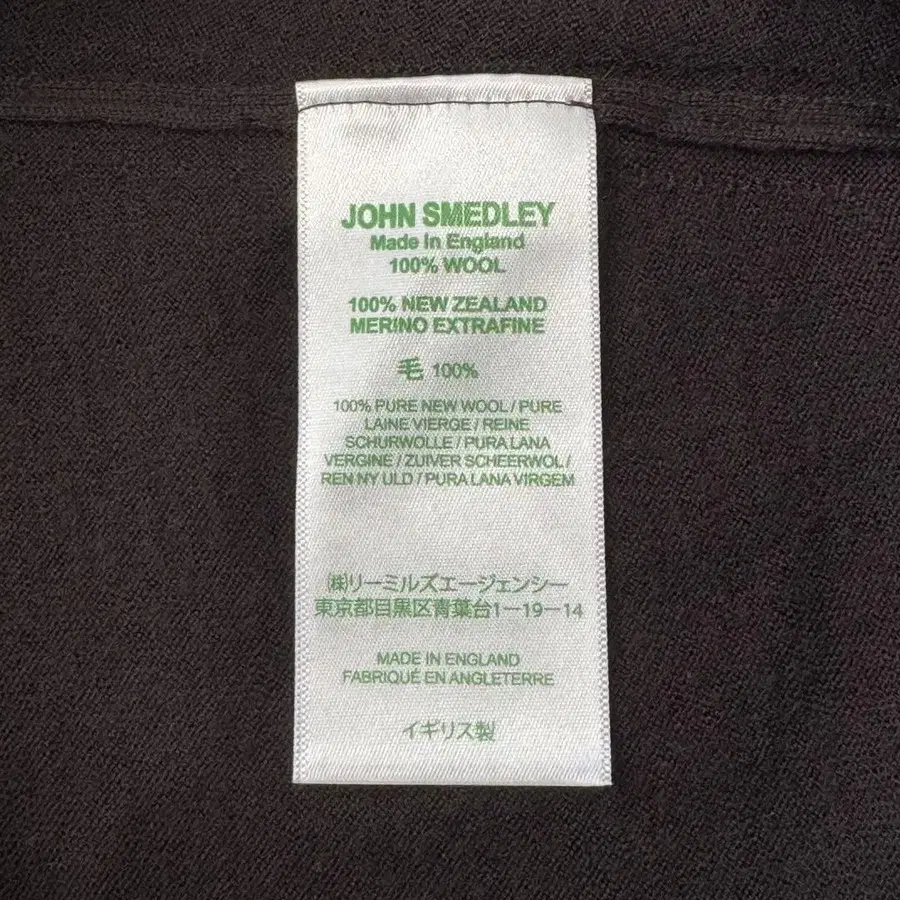 JOHN SMEDLEY
Made In England
100% WOOL
100% NEW ZEALAND
MERINO EXTRAFINE
毛 100%
100% PURE NEW WOOL / PURE
LAINE VIERGE / REINE
SCHURWOLLE / PURA LANA
VERGINE / ZUIVER SCHEERWOL /
REN NY ULD / PURA LANA VIRGEM
㈱リーミルズエージェンシー
東京都目黒区青葉台1ー19ー14
MADE IN ENGLAND
FABRIQUÉ EN ANGLETERRE
イギリス製